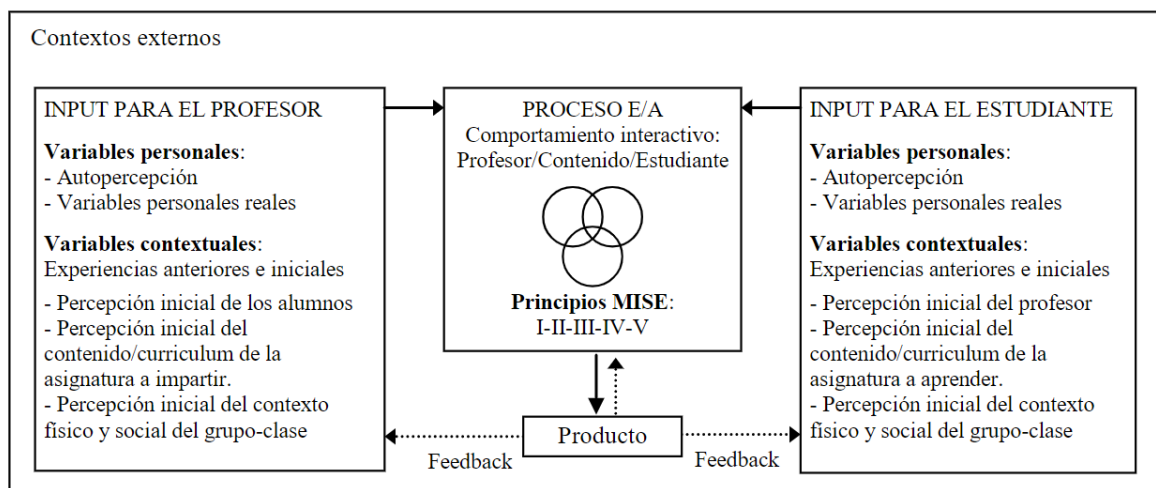 Contextos externos
INPUT PARA EL PROFESOR
Variables personales:
- Autopercepción
- Variables personales reales
Variables contextuales:
Experiencias anteriores e iniciales
- Percepción inicial de los alumnos
- Percepción inicial del
contenido/curriculum de la
asignatura a impartir.
- Percepción inicial del contexto
físico y social del grupo-clase
PROCESO E/A
Comportamiento interactivo:
Profesor/Contenido/Estudiante
Principios MISE:
I-II-III-IV-V
Producto
Feedback
Feedback
INPUT PARA EL ESTUDIANTE
Variables personales:
- Autopercepción
- Variables personales reales
Variables contextuales:
Experiencias anteriores e iniciales
- Percepción inicial del profesor
- Percepción inicial del
contenido/curriculum de la
asignatura a aprender.
- Percepción inicial del contexto
físico y social del grupo-clase